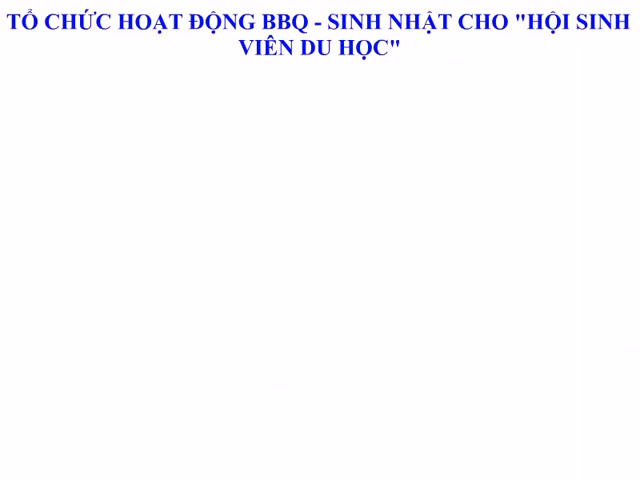 TỔ CHỨC HOẠT ĐỘNG BBQ - SINH NHẬT CHO "HỘI SINH
VIÊN DU HỌC"